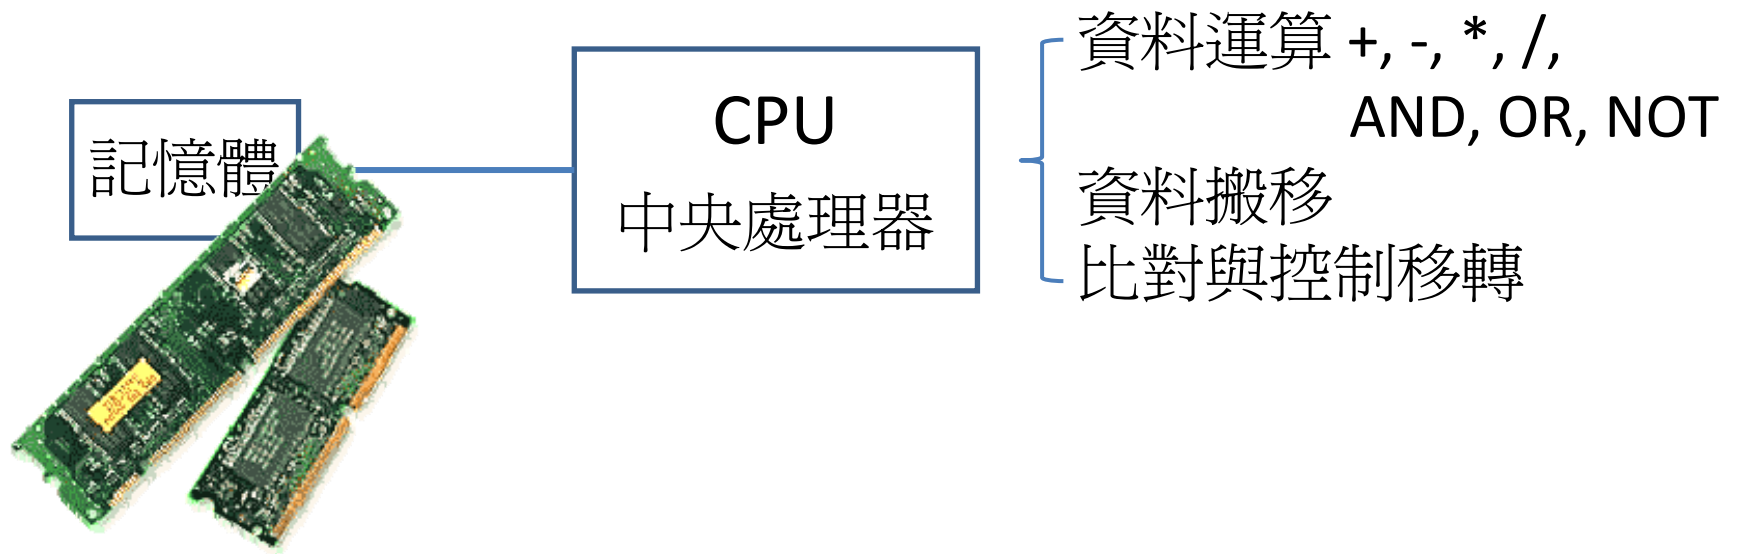 記憶體
CPU
中央處理器
資料運算 +, -, *, /,
AND, OR, NOT
資料搬移
比對與控制移轉